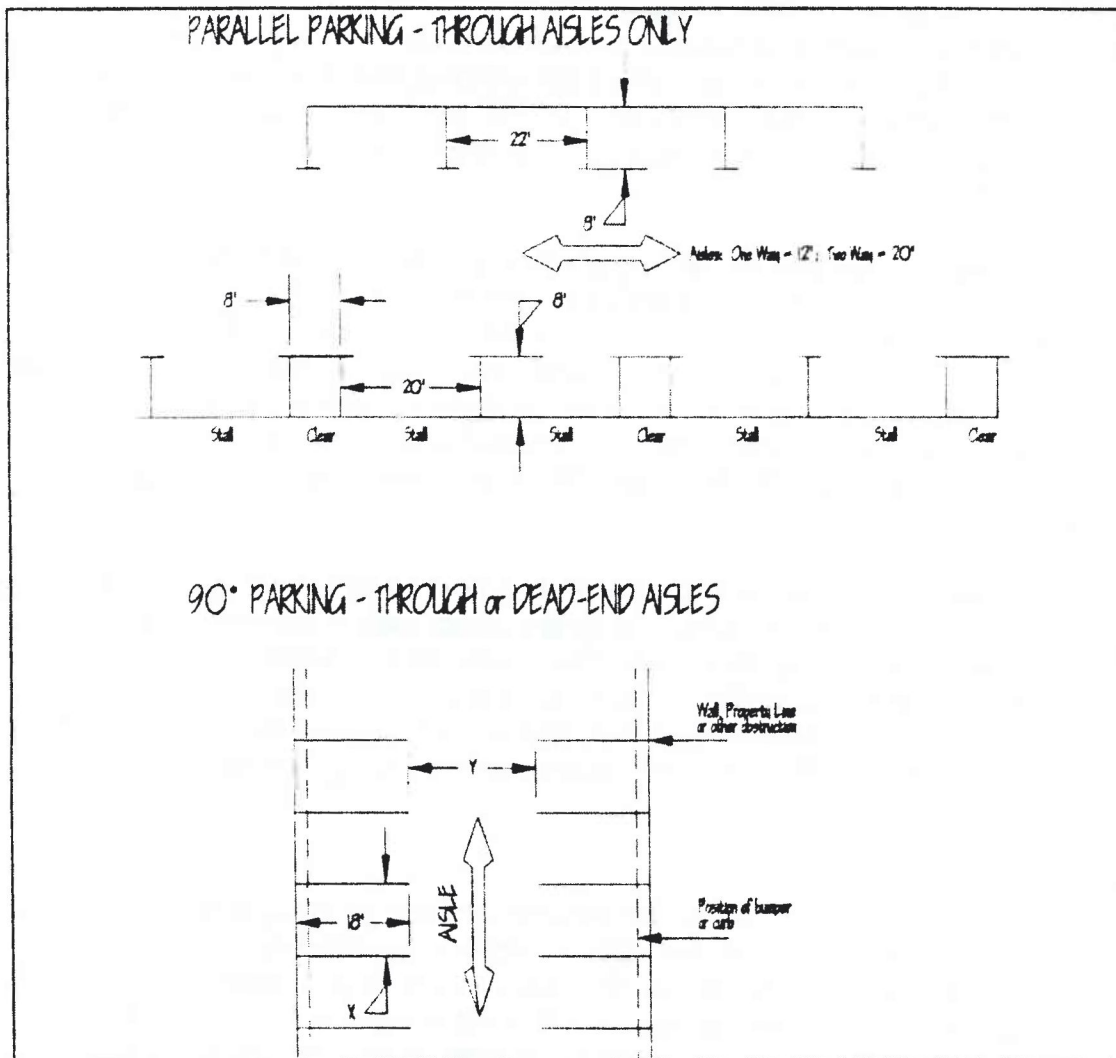 PARALLEL PARKING - THROUGH AISLES ONLY
22'
8'
Aisles: One Way = 12'; Two Way = 20'
8'
8'
20'
Stall Clear Stall Stall Clear Stall Stall Clear
90° PARKING - THROUGH or DEAD-END AISLES
Wall, Property Line
or other obstruction
Y
AISLE
18'
Position of bumper
or curb
X